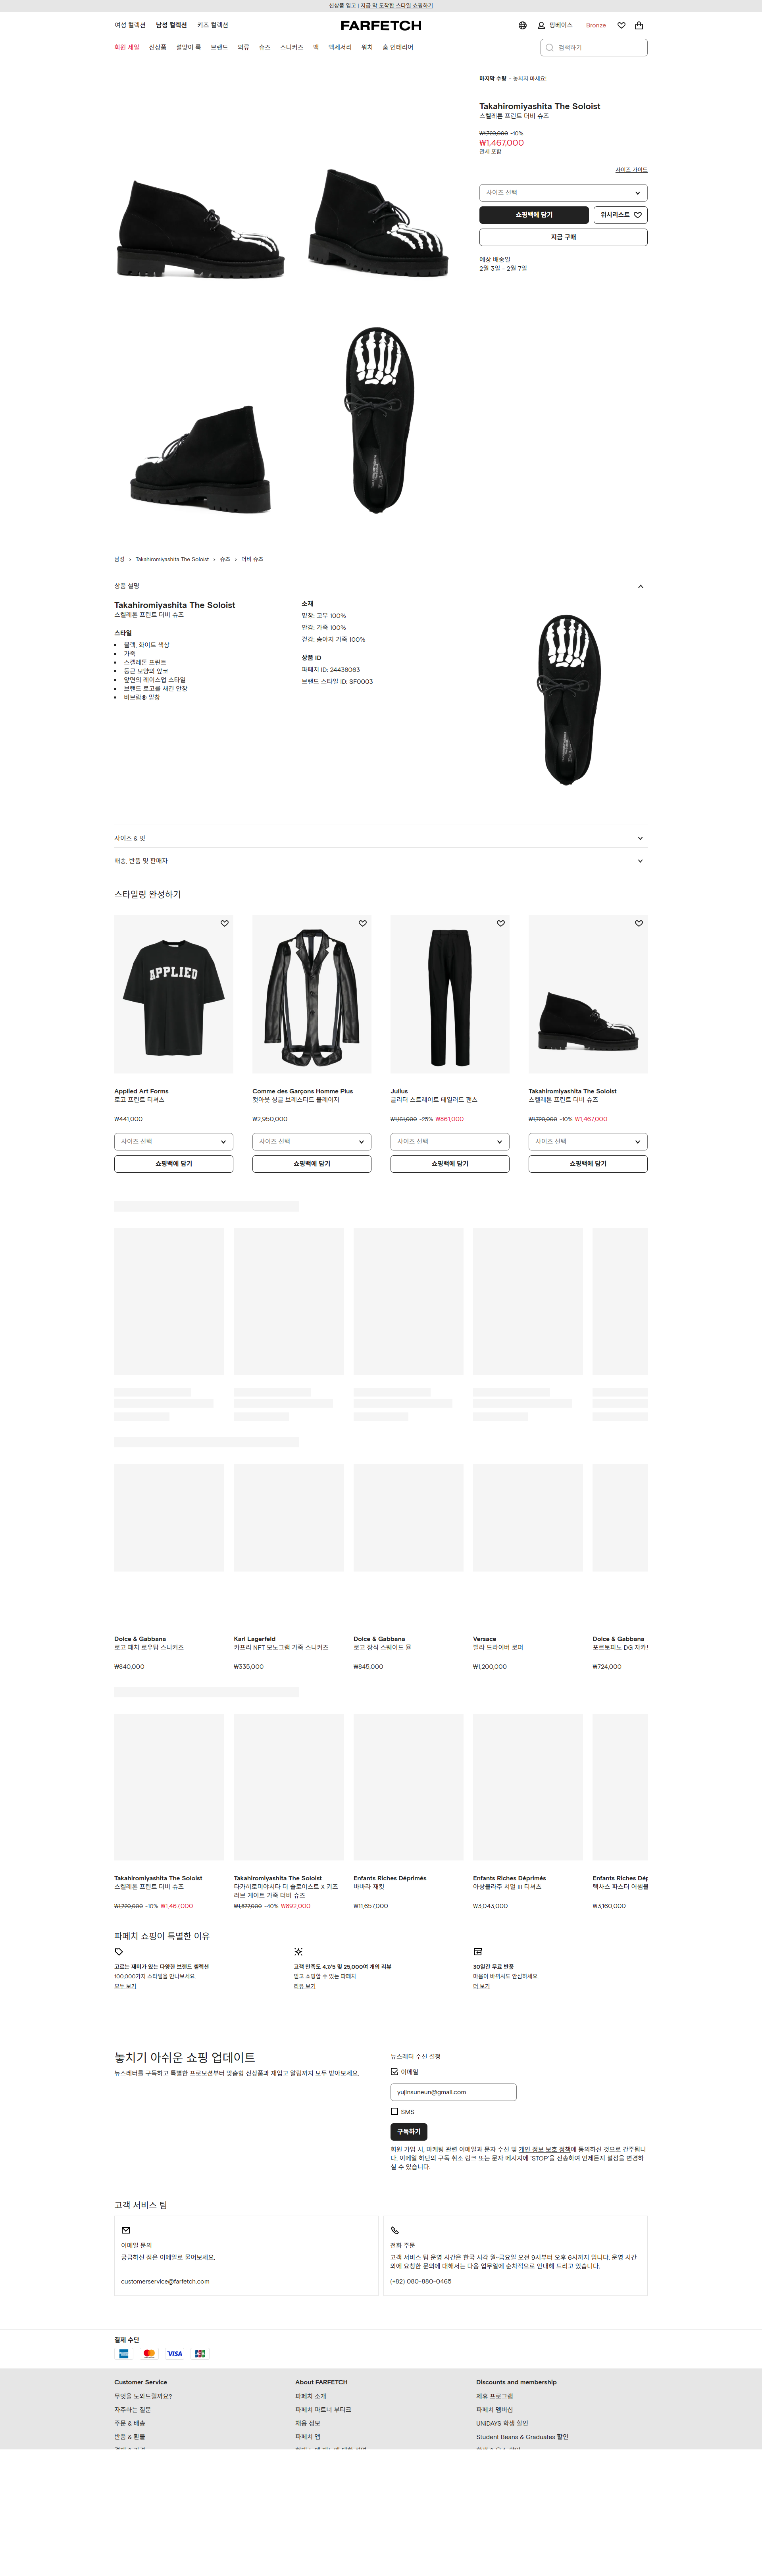 신상품 입고 | 지금 막 도착한 스타일 쇼핑하기
여성 컬렉션 남성 컬렉션 키즈 컬렉션
FARFETCH
핑베이스 Bronze
회원 세일 신상품 설맞이 룩 브랜드 의류 슈즈 스니커즈 백 액세서리 워치 홈 인테리어
검색하기
마지막 수량 - 놓치지 마세요!
Takahiromiyashita The Soloist
스켈레톤 프린트 더비 슈즈
₩1,720,000 -10%
₩1,467,000
관세 포함
사이즈 가이드
사이즈 선택
쇼핑백에 담기
위시리스트
지금 구매
예상 배송일
2월 3일 - 2월 7일
남성 › Takahiromiyashita The Soloist › 슈즈 › 더비 슈즈
상품 설명
Takahiromiyashita The Soloist
스켈레톤 프린트 더비 슈즈
스타일
블랙, 화이트 색상
가죽
스켈레톤 프린트
둥근 모양의 앞코
앞면의 레이스업 스타일
브랜드 로고를 새긴 안창
비브람® 밑창
소재
밑창: 고무 100%
안감: 가죽 100%
겉감: 송아지 가죽 100%
상품 ID
파페치 ID: 24438063
브랜드 스타일 ID: SF0003
사이즈 & 핏
배송, 반품 및 판매자
스타일링 완성하기
APPLIED
Applied Art Forms
로고 프린트 티셔츠
₩441,000
사이즈 선택
쇼핑백에 담기
Comme des Garçons Homme Plus
컷아웃 싱글 브레스티드 블레이저
₩2,950,000
사이즈 선택
쇼핑백에 담기
Julius
글리터 스트레이트 테일러드 팬츠
₩1,161,000 -25% ₩861,000
사이즈 선택
쇼핑백에 담기
Takahiromiyashita The Soloist
스켈레톤 프린트 더비 슈즈
₩1,720,000 -10% ₩1,467,000
사이즈 선택
쇼핑백에 담기
Dolce & Gabbana
로고 패치 로우탑 스니커즈
₩840,000
Karl Lagerfeld
카프리 NFT 모노그램 가죽 스니커즈
₩335,000
Dolce & Gabbana
로고 장식 스웨이드 뮬
₩845,000
Versace
빌라 드라이버 로퍼
₩1,200,000
Dolce & Gabbana
포르토피노 DG 자카드
₩724,000
Takahiromiyashita The Soloist
스켈레톤 프린트 더비 슈즈
₩1,720,000 -10% ₩1,467,000
Takahiromiyashita The Soloist
타카히로미야시타 더 솔로이스트 X 키즈
러브 게이트 가죽 더비 슈즈
₩1,577,000 -40% ₩892,000
Enfants Riches Déprimés
바바라 재킷
₩11,657,000
Enfants Riches Déprimés
아상블라주 서멀 III 티셔츠
₩3,043,000
Enfants Riches Dép
텍사스 파스터 어셈블
₩3,160,000
파페치 쇼핑이 특별한 이유
고르는 재미가 있는 다양한 브랜드 셀렉션
100,000가지 스타일을 만나보세요.
모두 보기
고객 만족도 4.7/5 및 25,000여 개의 리뷰
믿고 쇼핑할 수 있는 파페치
리뷰 보기
30일간 무료 반품
마음이 바뀌셔도 안심하세요.
더 보기
놓치기 아쉬운 쇼핑 업데이트
뉴스레터를 구독하고 특별한 프로모션부터 맞춤형 신상품과 재입고 알림까지 모두 받아보세요.
뉴스레터 수신 설정
이메일
yujinsuneun@gmail.com
SMS
구독하기
회원 가입 시, 마케팅 관련 이메일과 문자 수신 및 개인 정보 보호 정책에 동의하신 것으로 간주됩니
다. 이메일 하단의 구독 취소 링크 또는 문자 메시지에 'STOP'을 전송하여 언제든지 설정을 변경하
실 수 있습니다.
고객 서비스 팀
이메일 문의
궁금하신 점은 이메일로 물어보세요.
customerservice@farfetch.com
전화 주문
고객 서비스 팀 운영 시간은 한국 시각 월-금요일 오전 9시부터 오후 6시까지 입니다. 운영 시간
외에 요청한 문의에 대해서는 다음 업무일에 순차적으로 안내해 드리고 있습니다.
(+82) 080-880-0465
결제 수단
VISA
Customer Service
무엇을 도와드릴까요?
자주하는 질문
주문 & 배송
반품 & 환불
About FARFETCH
파페치 소개
파페치 파트너 부티크
채용 정보
파페치 앱
Discounts and membership
제휴 프로그램
파페치 멤버십
UNiDAYS 학생 할인
Student Beans & Graduates 할인